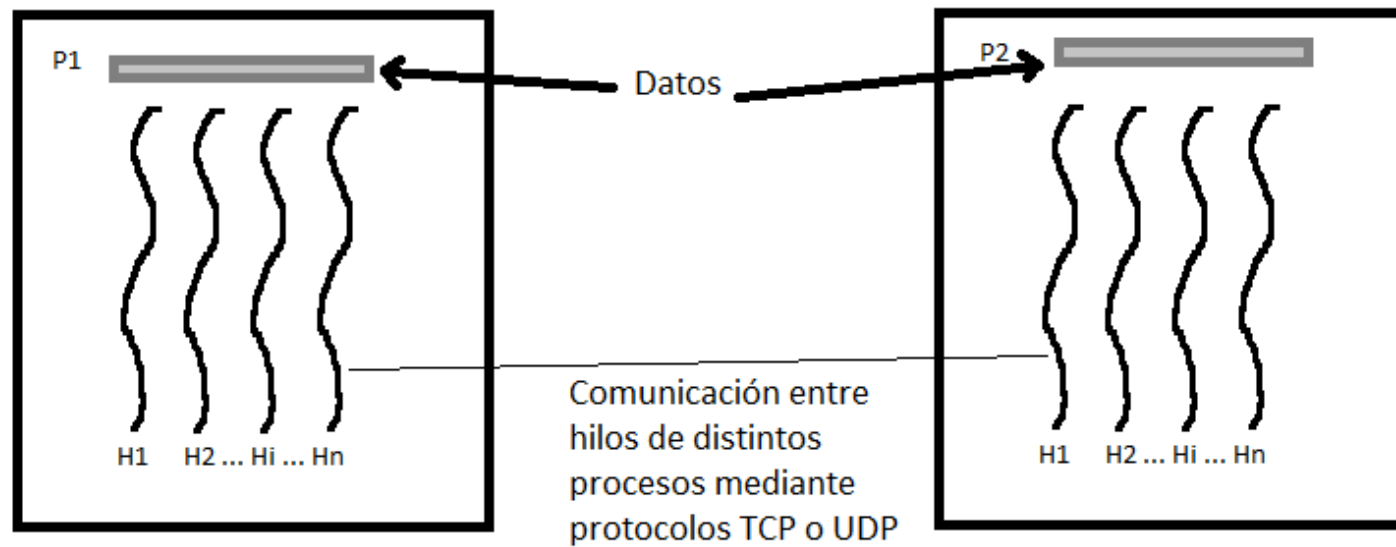 P1
Datos
P2
H1 H2 ... Hi ... Hn
Comunicación entre
hilos de distintos
procesos mediante
protocolos TCP o UDP
H1 H2 ... Hi ... Hn